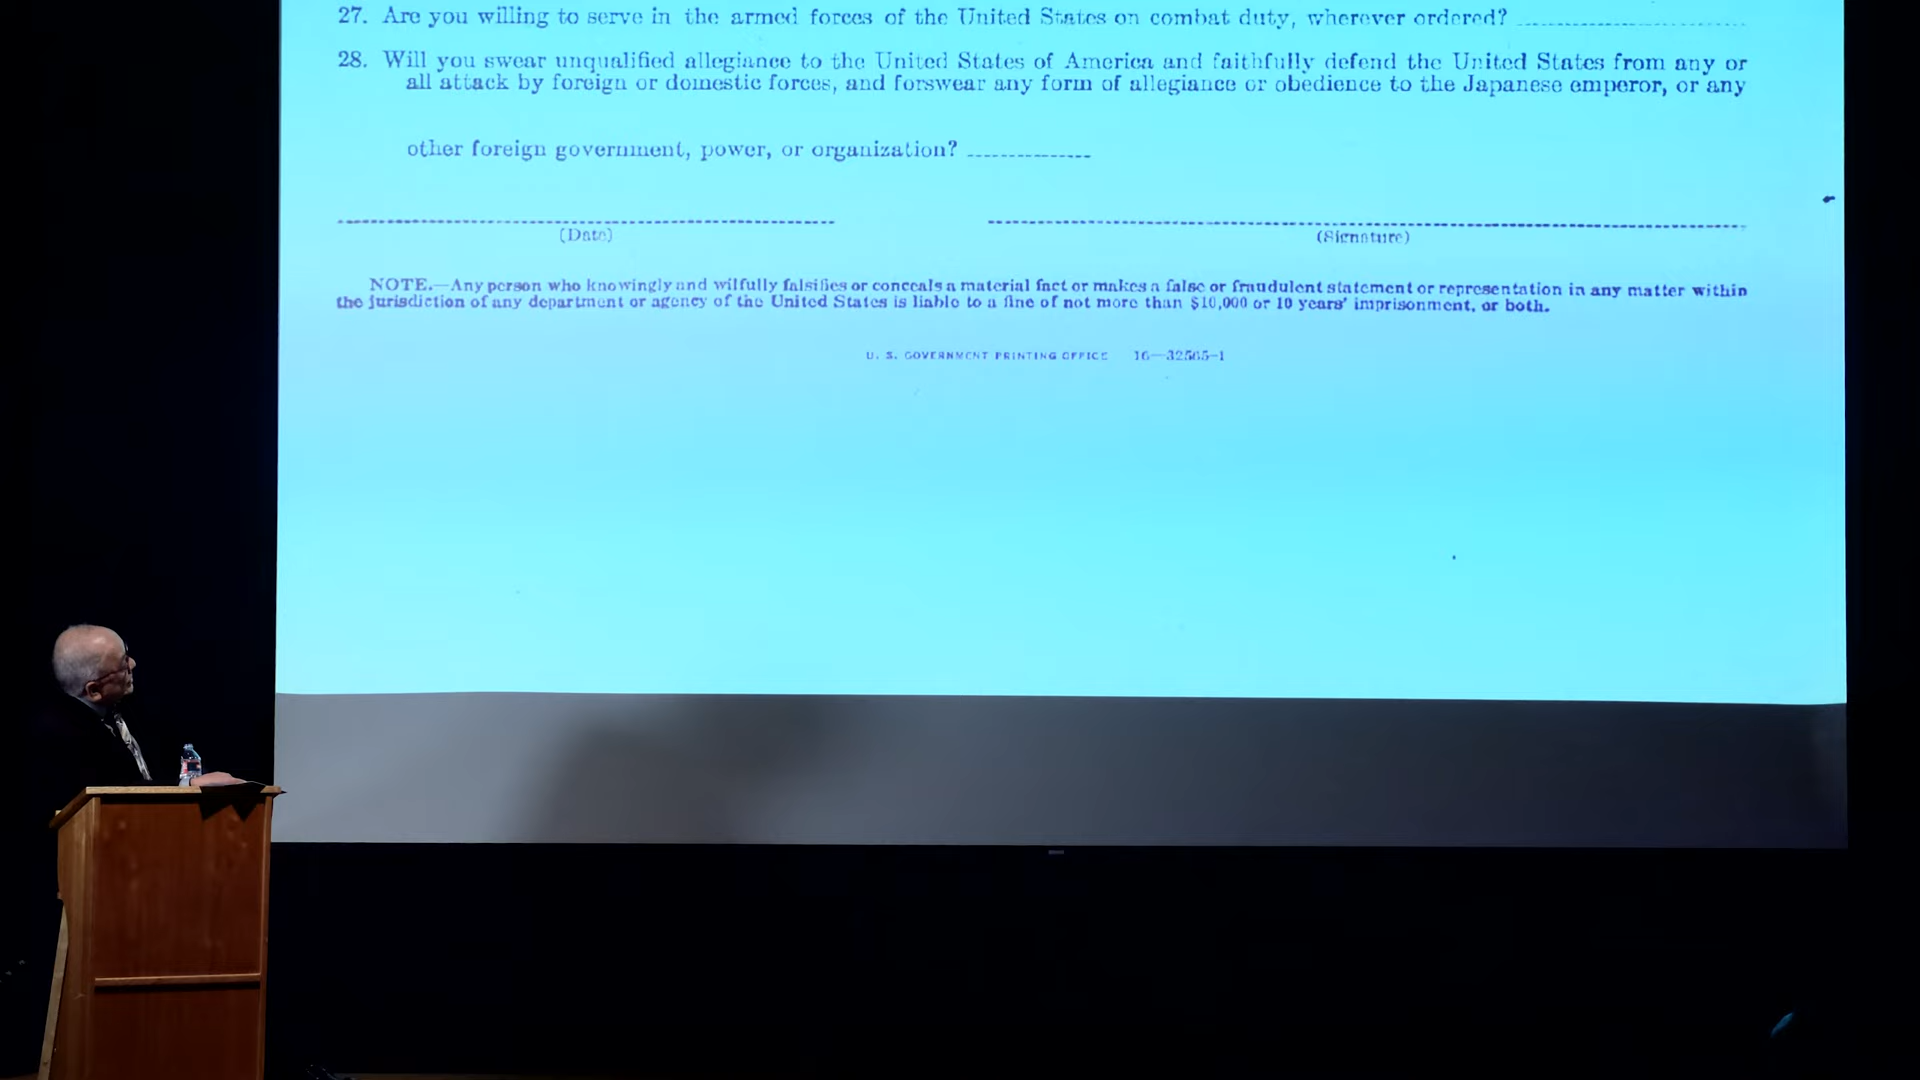 27. Are you willing to serve in the armed forces of the United States on combat duty, wherever ordered?
28. Will you swear unqualified allegiance to the United States of America and faithfully defend the United States from any or
all attack by foreign or domestic forces, and forswear any form of allegiance or obedience to the Japanese emperor, or any
other foreign government, power, or organization?
(Date) (Signature)
NOTE.—Any person who knowingly and wilfully falsifies or conceals a material fact or makes a false or fraudulent statement or representation in any matter within
the jurisdiction of any department or agency of the United States is liable to a fine of not more than $10,000 or 10 years' imprisonment, or both.
U. S. GOVERNMENT PRINTING OFFICE 16—32565-1